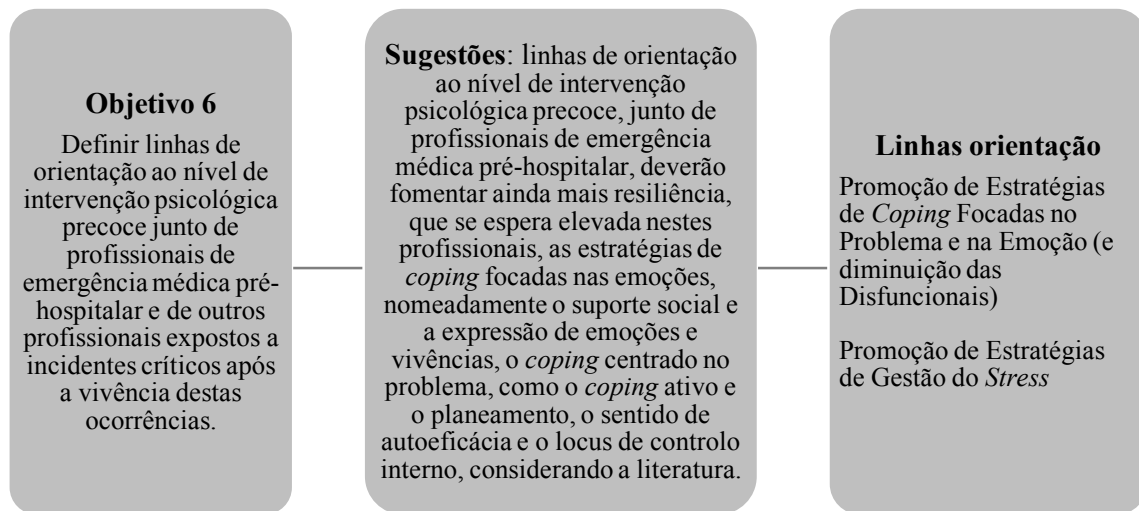 Objetivo 6
Definir linhas de
orientação ao nível de
intervenção psicológica
precoce junto de
profissionais de
emergência médica pré-
hospitalar e de outros
profissionais expostos a
incidentes críticos após
a vivência destas
ocorrências.
Sugestões: linhas de orientação
ao nível de intervenção
psicológica precoce, junto de
profissionais de emergência
médica pré-hospitalar, deverão
fomentar ainda mais resiliência,
que se espera elevada nestes
profissionais, as estratégias de
coping focadas nas emoções,
nomeadamente o suporte social e
a expressão de emoções e
vivências, o coping centrado no
problema, como o coping ativo e
o planeamento, o sentido de
autoeficácia e o locus de controlo
interno, considerando a literatura.
Linhas orientação
Promoção de Estratégias
de Coping Focadas no
Problema e na Emoção (e
diminuição das
Disfuncionais)
Promoção de Estratégias
de Gestão do Stress